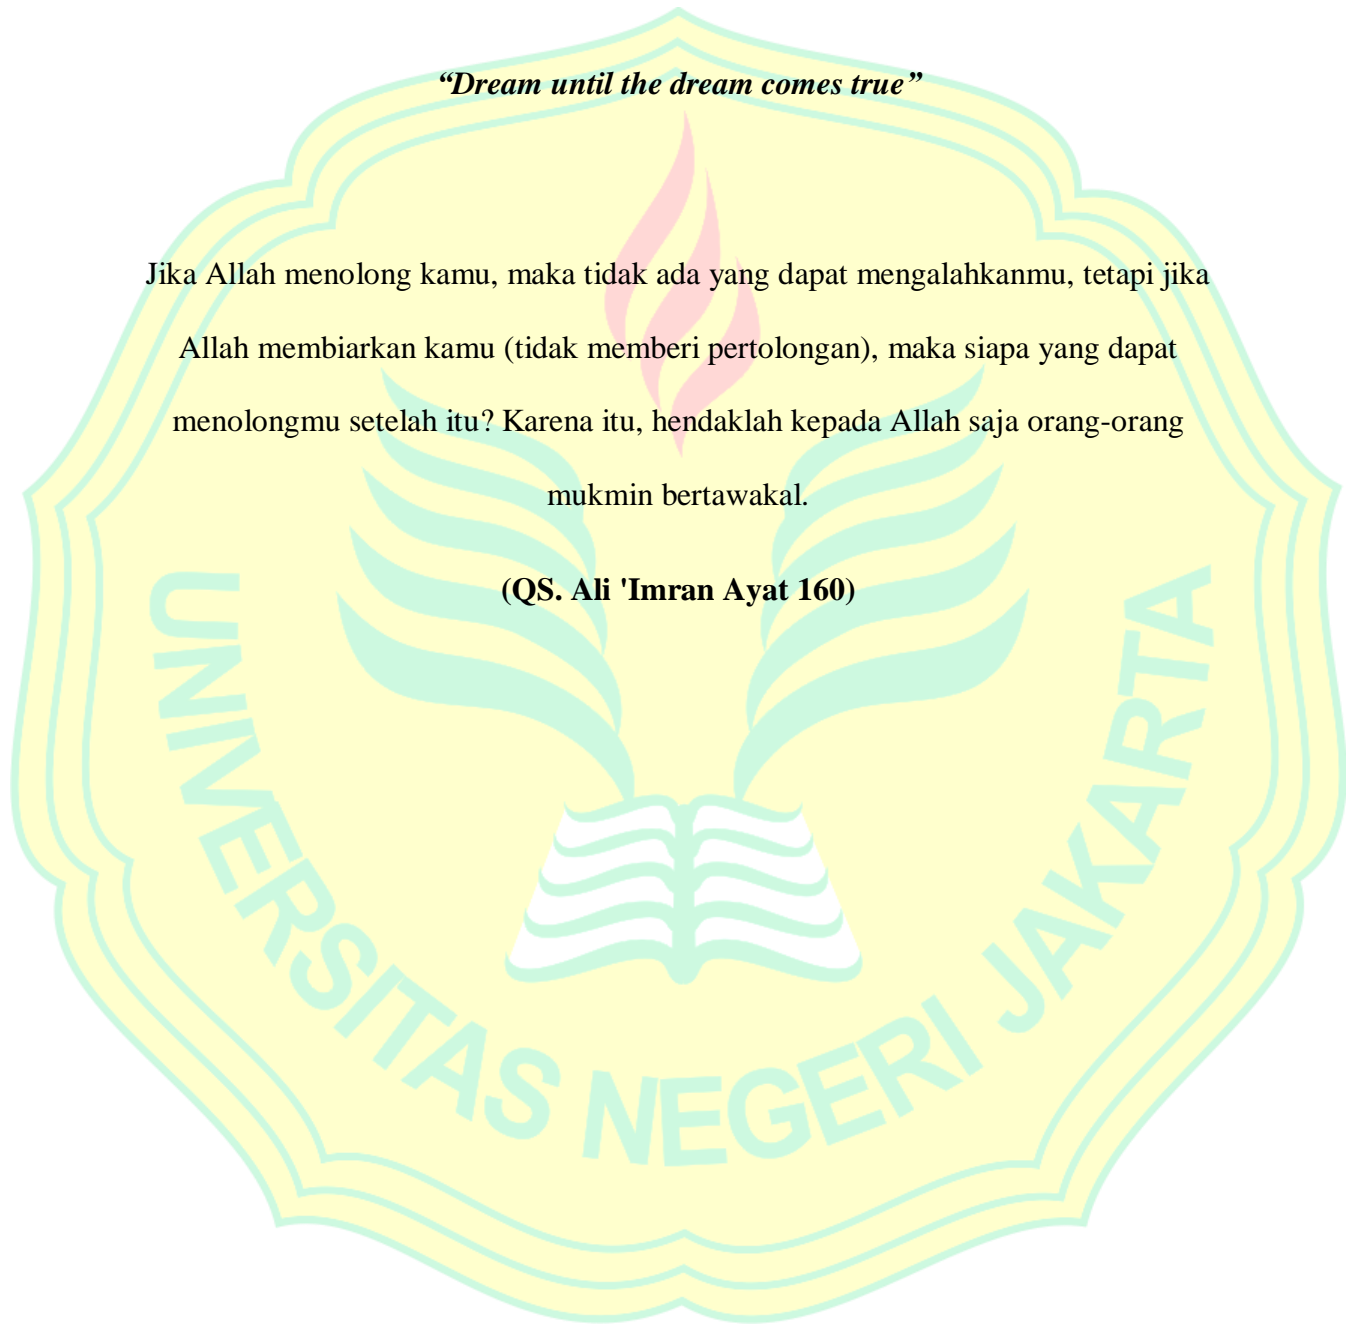 “Dream until the dream comes true”
Jika Allah menolong kamu, maka tidak ada yang dapat mengalahkanmu, tetapi jika
Allah membiarkan kamu (tidak memberi pertolongan), maka siapa yang dapat
menolongmu setelah itu? Karena itu, hendaklah kepada Allah saja orang-orang
mukmin bertawakal.
(QS. Ali 'Imran Ayat 160)
UNIVERSITAS NEGERI JAKARTA